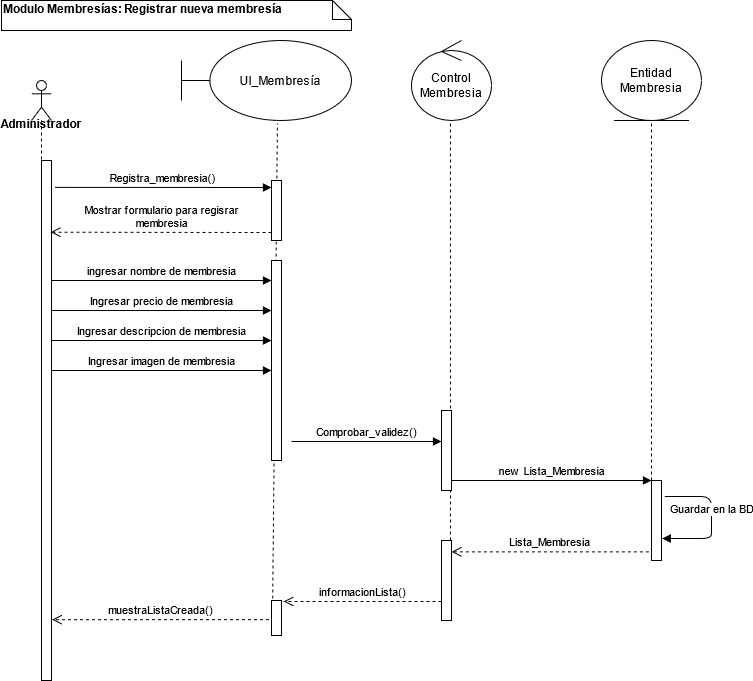 Modulo Membresías: Registrar nueva membresía
UI_Membresía
Control
Membresia
Entidad
Membresia
Administrador
Registra_membresia()
Mostrar formulario para regisrar
membresia
ingresar nombre de membresia
Ingresar precio de membresia
Ingresar descripcion de membresia
Ingresar imagen de membresia
Comprobar_validez()
new Lista_Membresia
Guardar en la BD
Lista_Membresia
informacionLista()
muestraListaCreada()